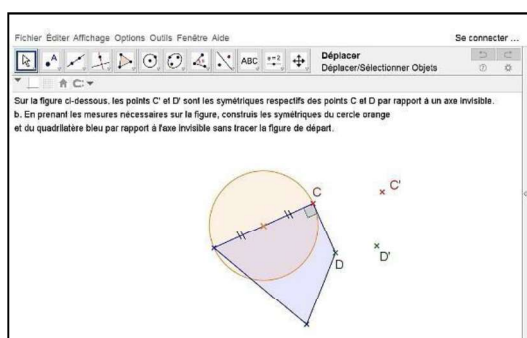 Fichier Éditer Affichage Options Outils Fenêtre Aide
Se connecter ...
ABC
a=2
Déplacer
Déplacer/Sélectionner Objets
Sur la figure ci-dessous, les points C' et D' sont les symétriques respectifs des points C et D par rapport à un axe invisible.
b. En prenant les mesures nécessaires sur la figure, construis les symétriques du cercle orange
et du quadrilatère bleu par rapport à l'axe invisible sans tracer la figure de départ.
C
C'
D
D'